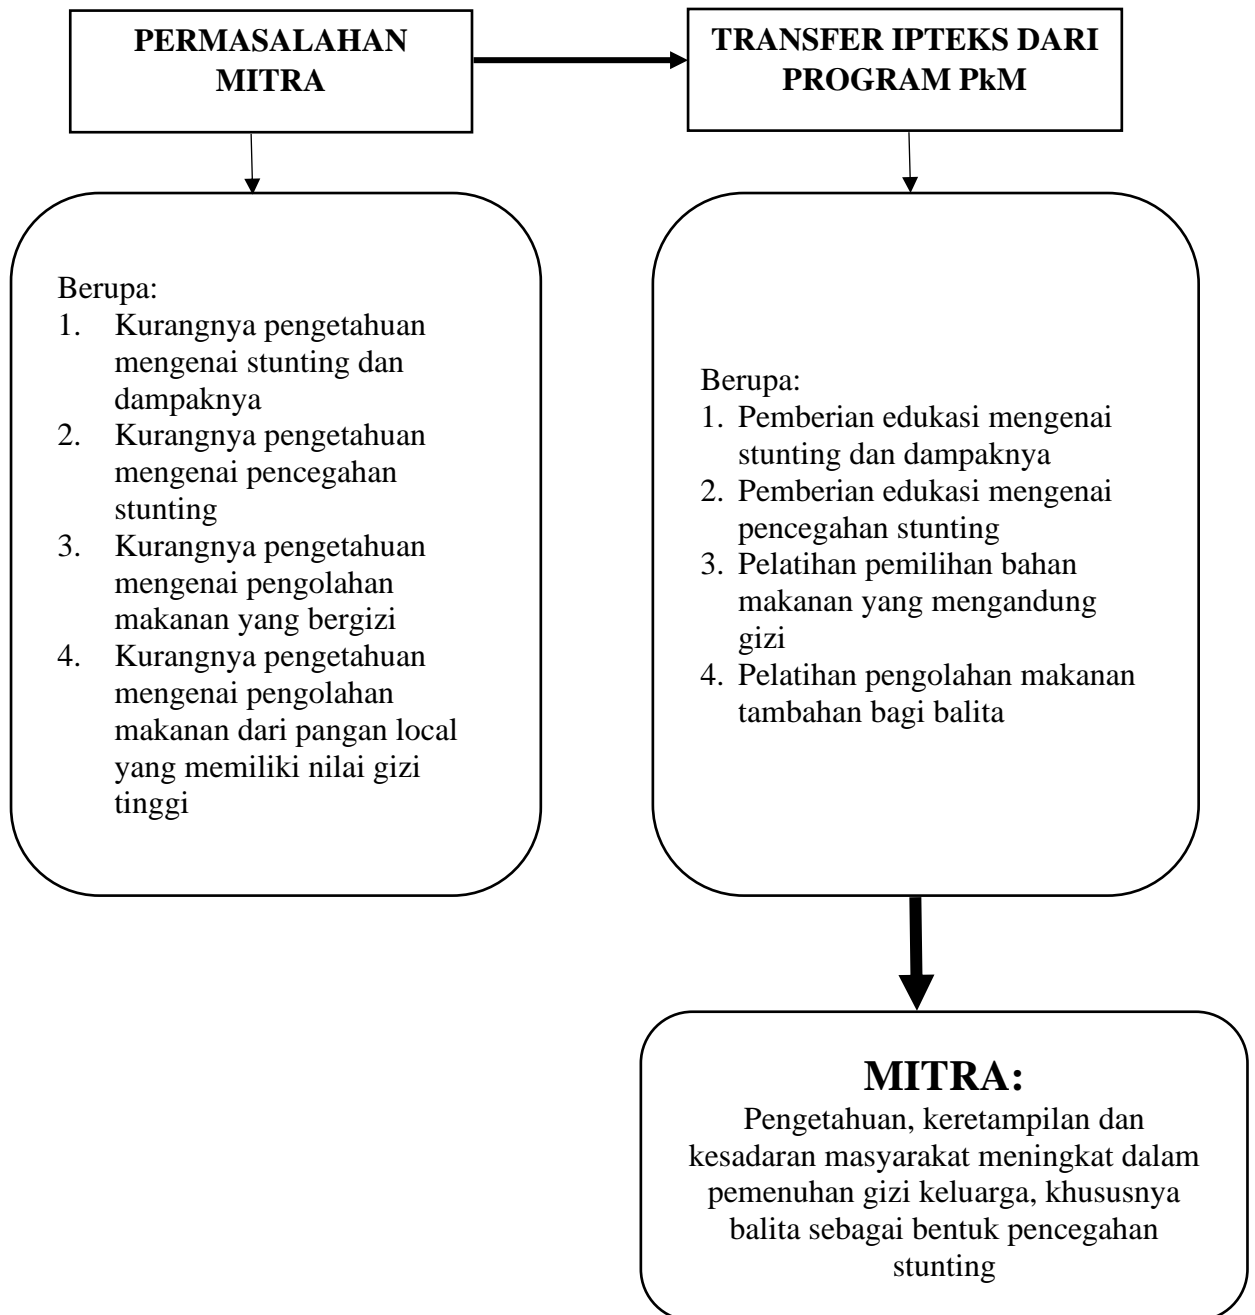 PERMASALAHAN
MITRA
TRANSFER IPTEKS DARI
PROGRAM PkM
Berupa:
1. Kurangnya pengetahuan
mengenai stunting dan
dampaknya
2. Kurangnya pengetahuan
mengenai pencegahan
stunting
3. Kurangnya pengetahuan
mengenai pengolahan
makanan yang bergizi
4. Kurangnya pengetahuan
mengenai pengolahan
makanan dari pangan local
yang memiliki nilai gizi
tinggi
Berupa:
1. Pemberian edukasi mengenai
stunting dan dampaknya
2. Pemberian edukasi mengenai
pencegahan stunting
3. Pelatihan pemilihan bahan
makanan yang mengandung
gizi
4. Pelatihan pengolahan makanan
tambahan bagi balita
MITRA:
Pengetahuan, keretampilan dan
kesadaran masyarakat meningkat dalam
pemenuhan gizi keluarga, khususnya
balita sebagai bentuk pencegahan
stunting